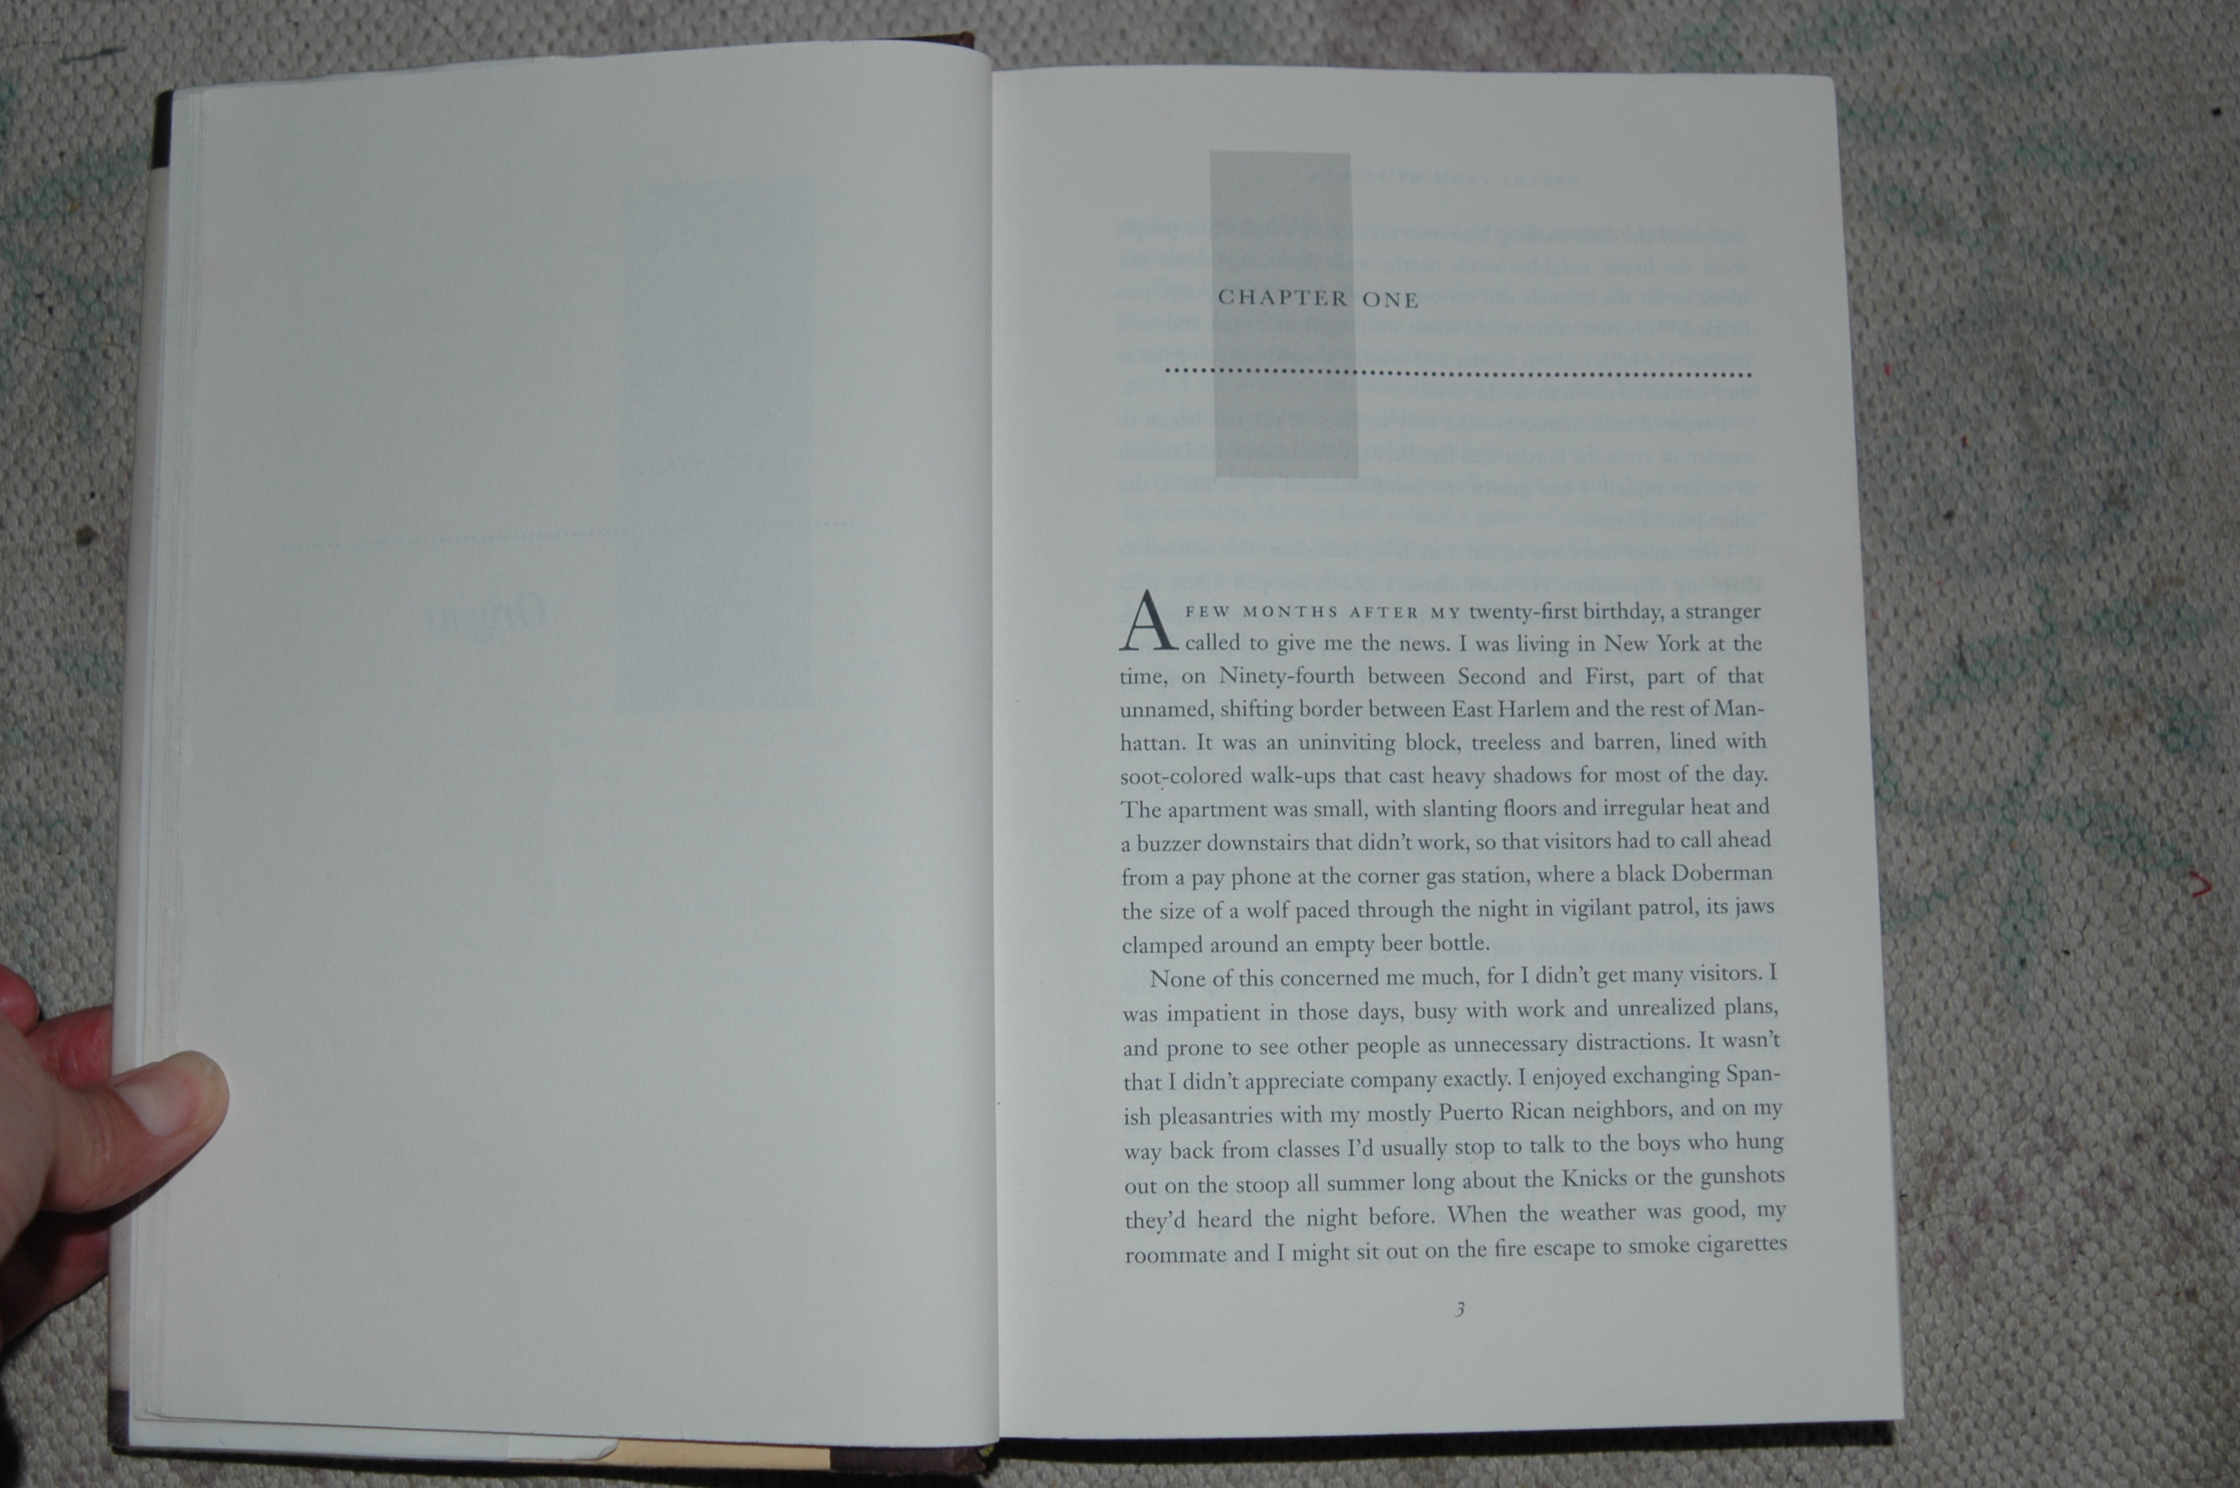 CHAPTER ONE
A FEW MONTHS AFTER MY twenty-first birthday, a stranger
called to give me the news. I was living in New York at the
time, on Ninety-fourth between Second and First, part of that
unnamed, shifting border between East Harlem and the rest of Man-
hattan. It was an uninviting block, treeless and barren, lined with
soot-colored walk-ups that cast heavy shadows for most of the day.
The apartment was small, with slanting floors and irregular heat and
a buzzer downstairs that didn't work, so that visitors had to call ahead
from a pay phone at the corner gas station, where a black Doberman
the size of a wolf paced through the night in vigilant patrol, its jaws
clamped around an empty beer bottle.
None of this concerned me much, for I didn't get many visitors. I
was impatient in those days, busy with work and unrealized plans,
and prone to see other people as unnecessary distractions. It wasn't
that I didn't appreciate company exactly. I enjoyed exchanging Span-
ish pleasantries with my mostly Puerto Rican neighbors, and on my
way back from classes I'd usually stop to talk to the boys who hung
out on the stoop all summer long about the Knicks or the gunshots
they'd heard the night before. When the weather was good, my
roommate and I might sit out on the fire escape to smoke cigarettes
3